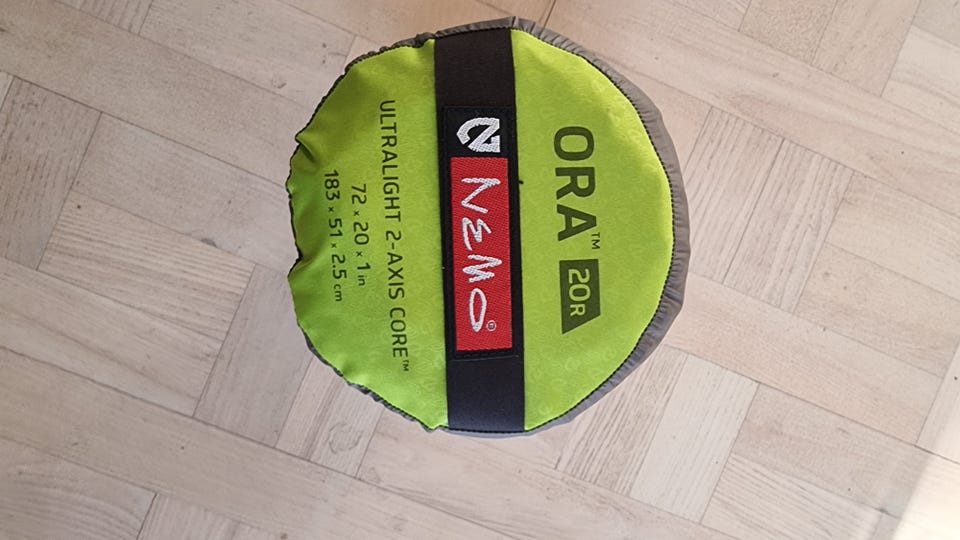 ORA™ 20R
NEMO®
ULTRALIGHT 2-AXIS CORE™
72 x 20 x 1 in
183 x 51 x 2.5 cm